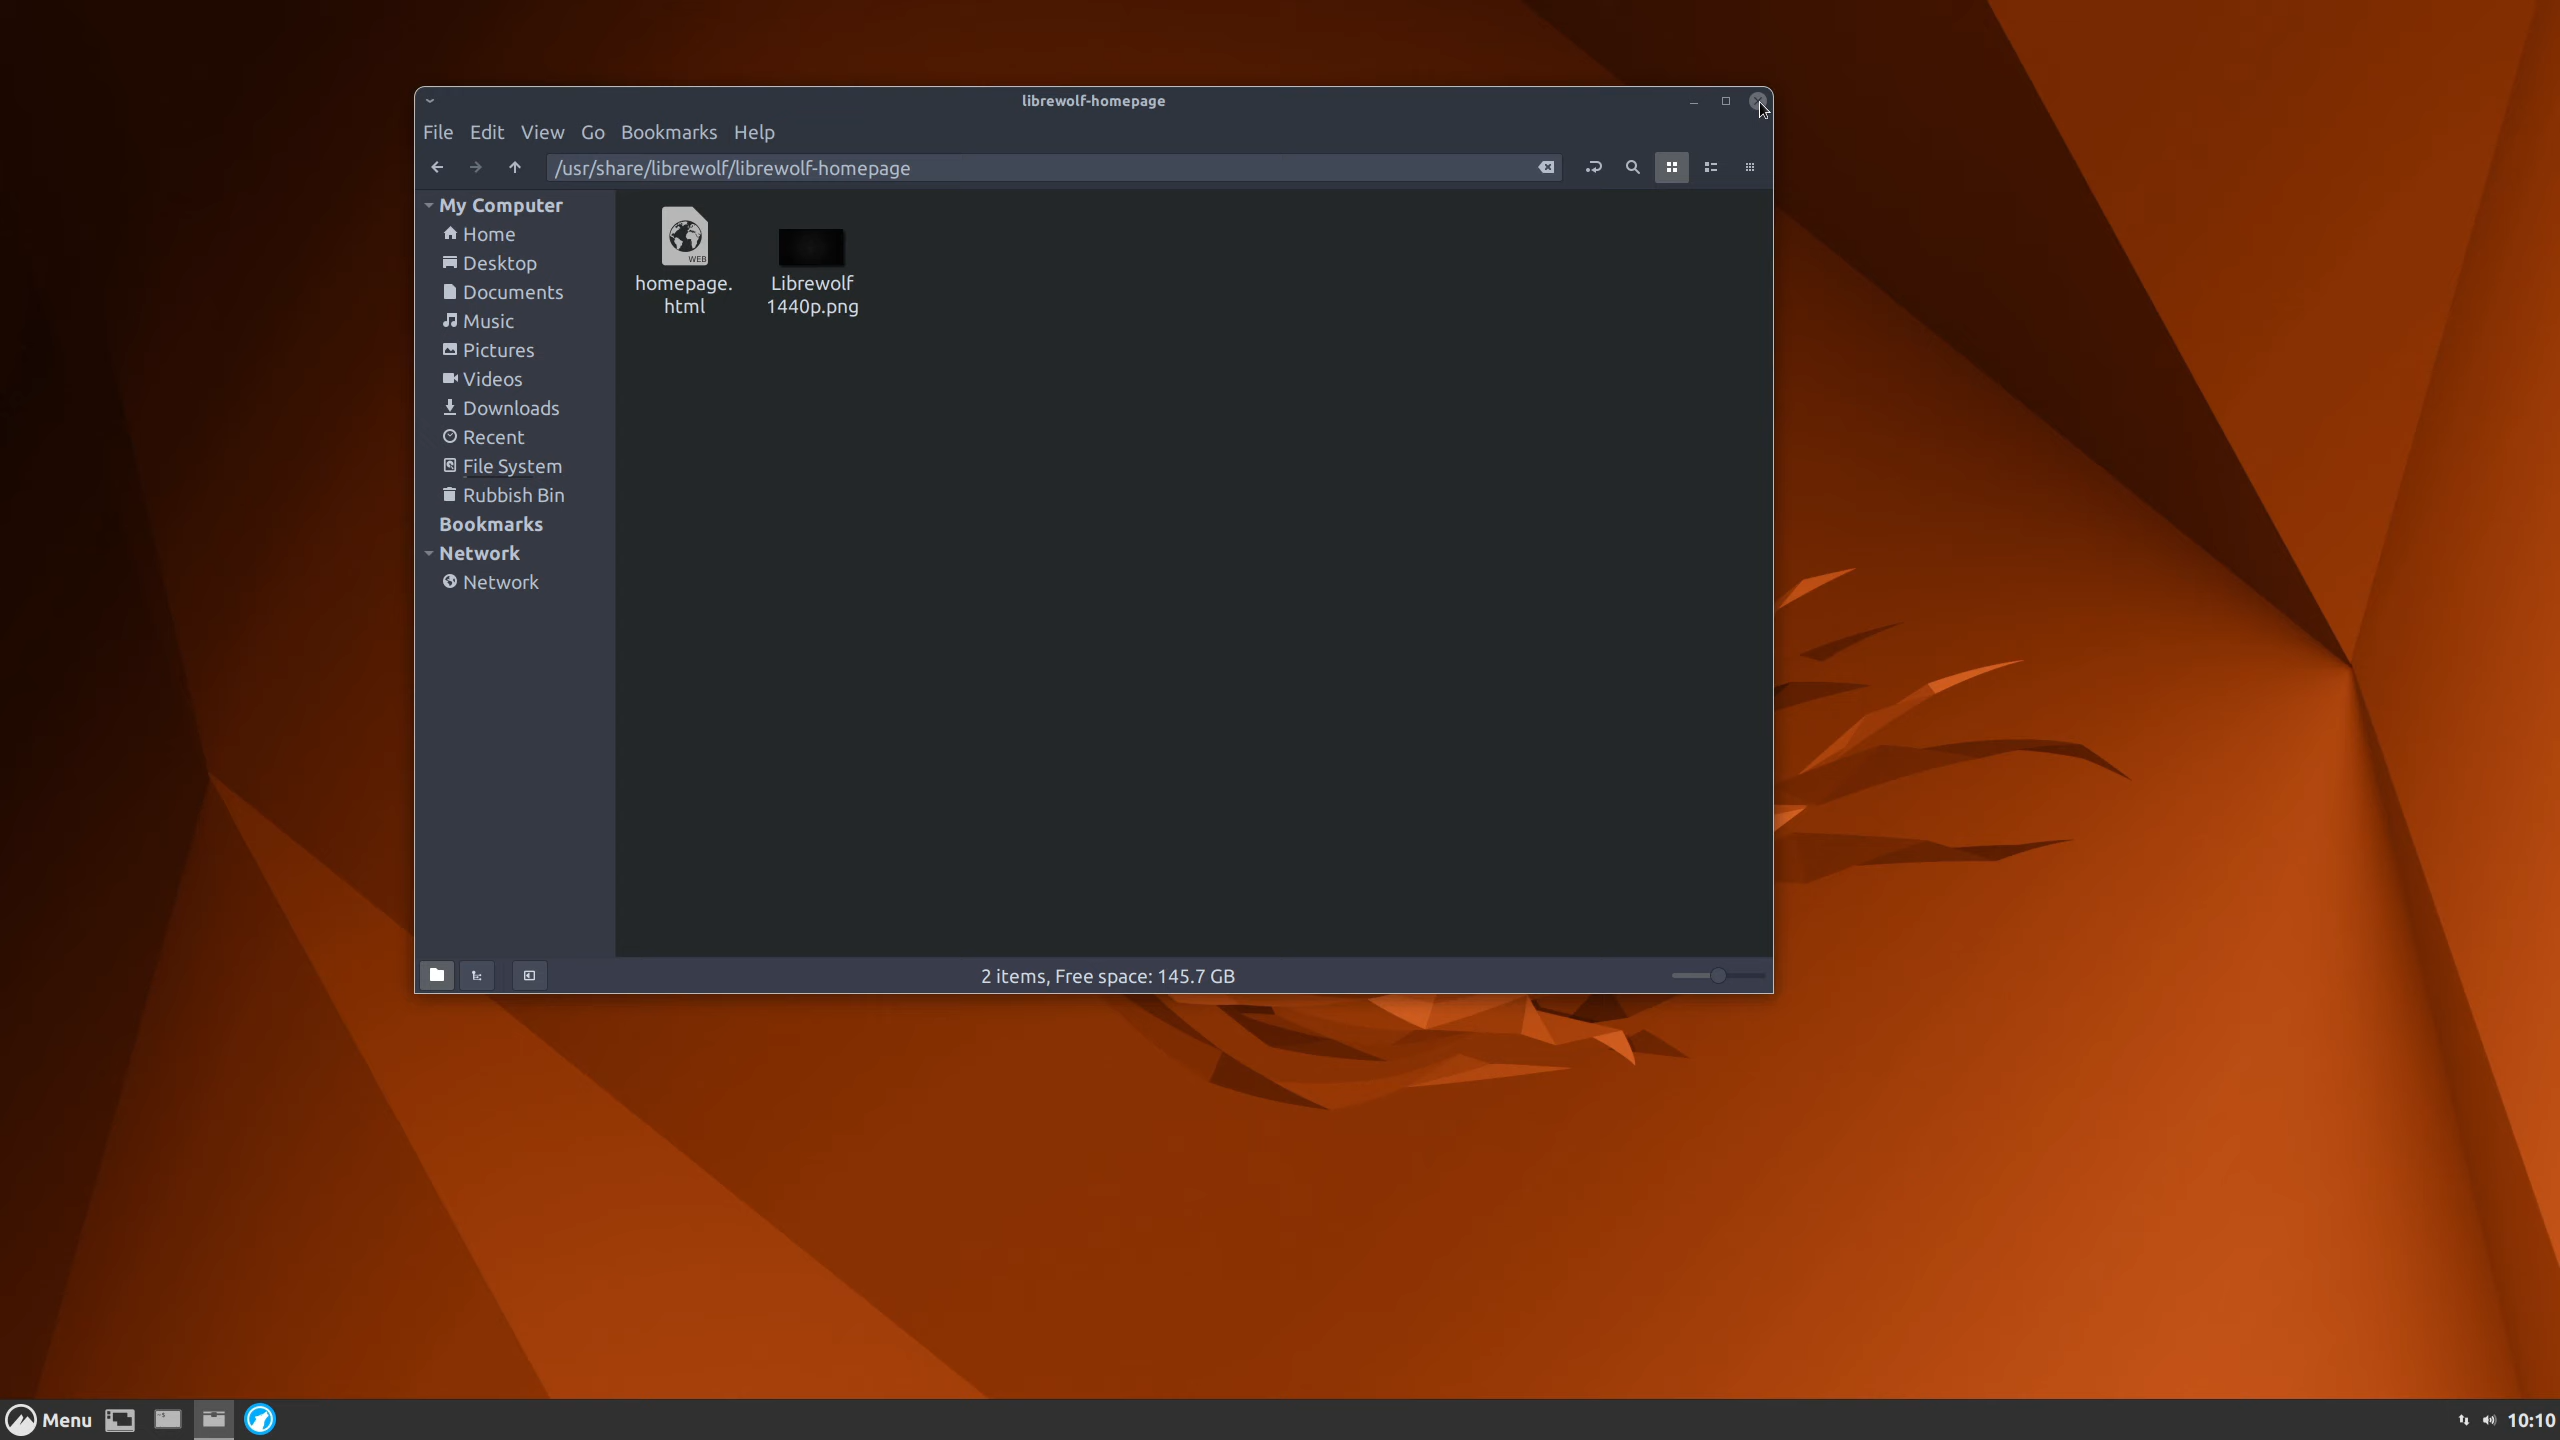 librewolf-homepage
File Edit View Go Bookmarks Help
/usr/share/librewolf/librewolf-homepage
My Computer
Home
Desktop
Documents
Music
Pictures
Videos
Downloads
Recent
File System
Rubbish Bin
Bookmarks
Network
Network
WEB
homepage.
html
Librewolf
1440p.png
2 items, Free space: 145.7 GB
Menu
10:10